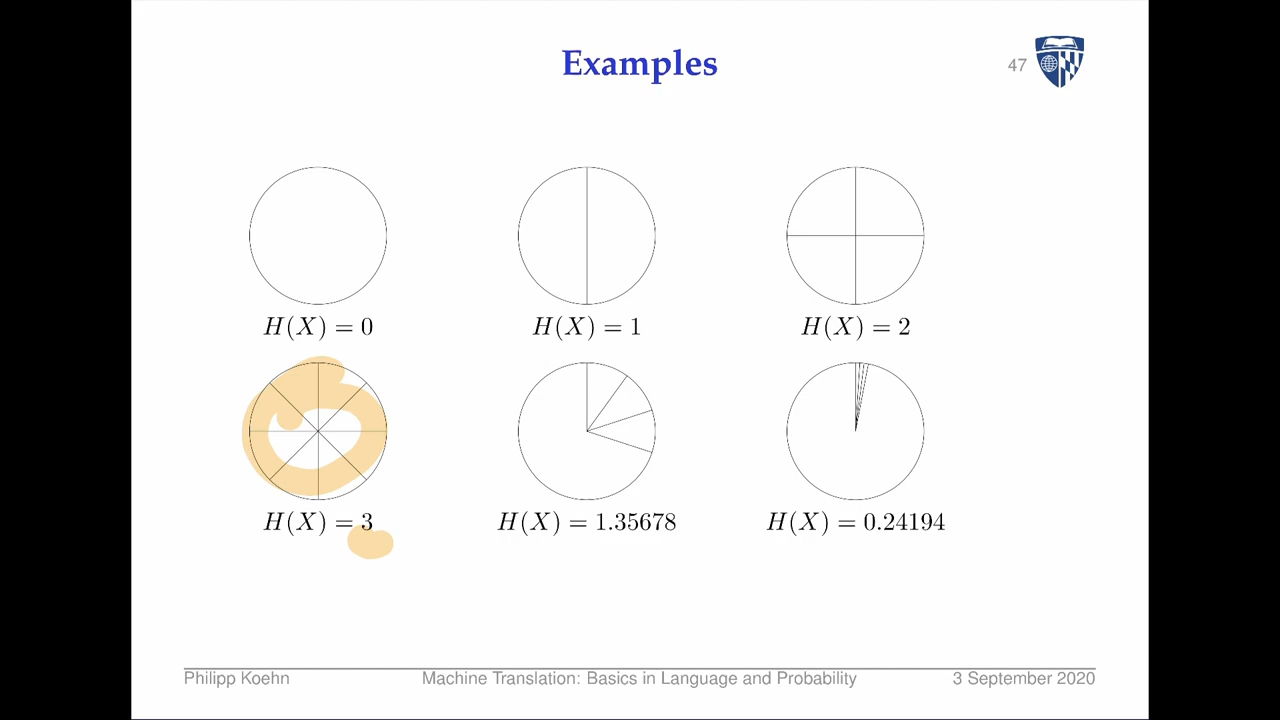 Examples
47
H(X) = 0
H(X) = 1
H(X) = 2
H(X) = 3
H(X) = 1.35678
H(X) = 0.24194
Philipp Koehn
Machine Translation: Basics in Language and Probability
3 September 2020